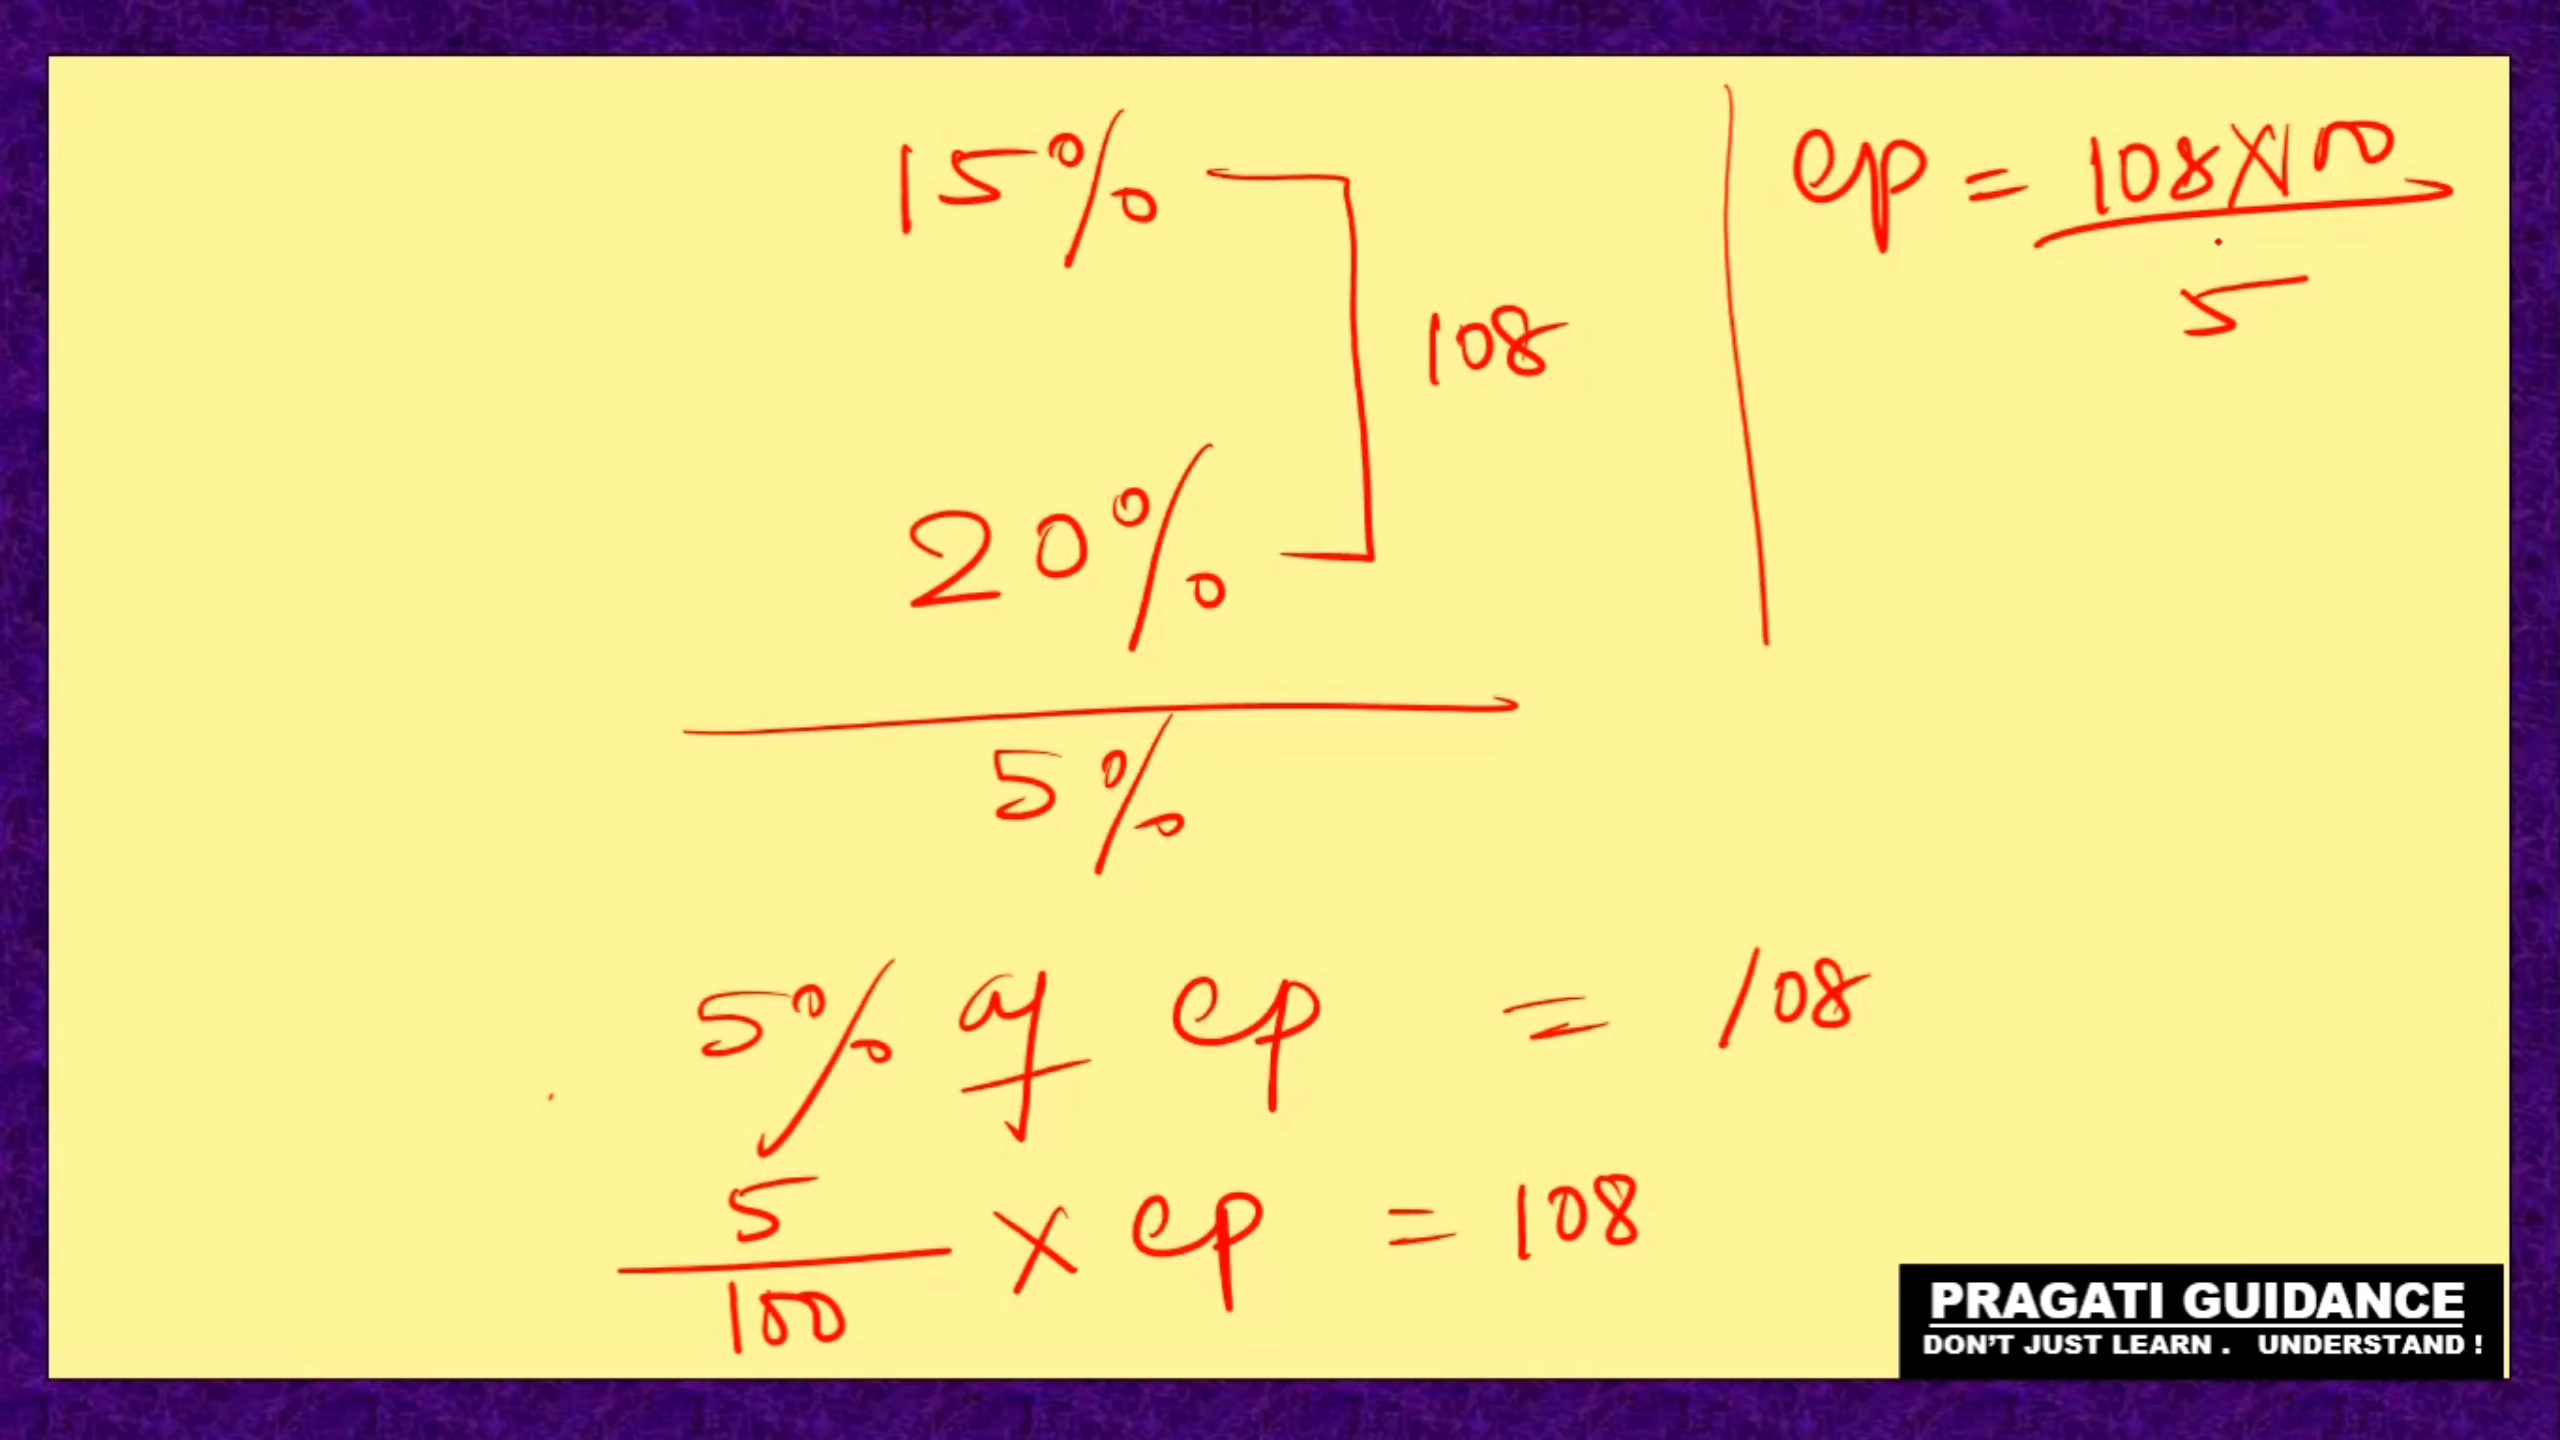 15%
108
20%
5%
5% of cp = 108
5
100
× cp = 108
cp = 108×100
5
PRAGATI GUIDANCE
DON'T JUST LEARN . UNDERSTAND !